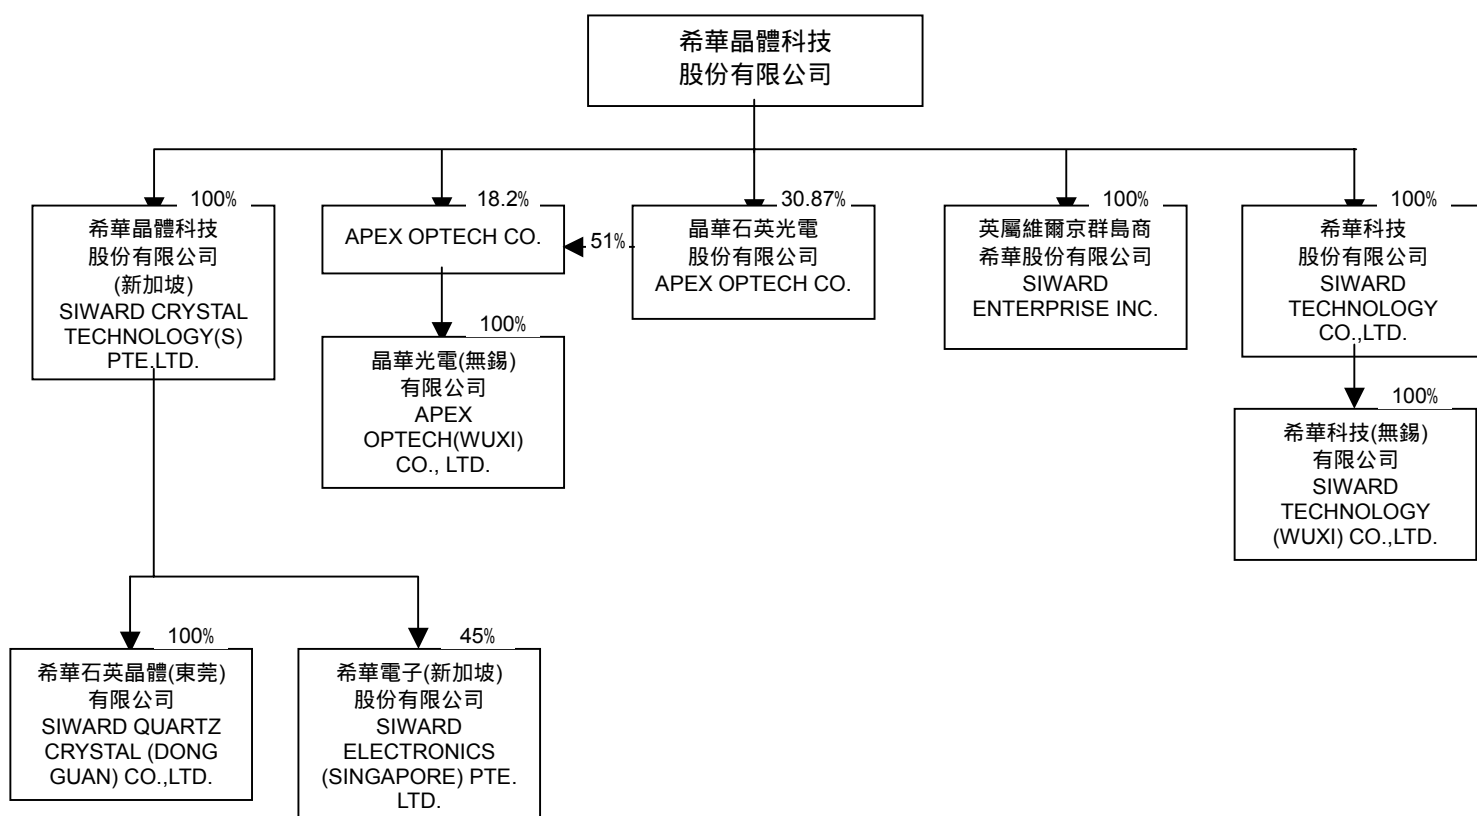 希華晶體科技
股份有限公司
100%
希華晶體科技
股份有限公司
(新加坡)
SIWARD CRYSTAL
TECHNOLOGY(S)
PTE.LTD.
18.2%
APEX OPTECH CO.
51%
30.87%
晶華石英光電
股份有限公司
APEX OPTECH CO.
100%
英屬維爾京群島商
希華股份有限公司
SIWARD
ENTERPRISE INC.
100%
希華科技
股份有限公司
SIWARD
TECHNOLOGY
CO.,LTD.
100%
晶華光電(無錫)
有限公司
APEX
OPTECH(WUXI)
CO., LTD.
100%
希華科技(無錫)
有限公司
SIWARD
TECHNOLOGY
(WUXI) CO.,LTD.
100%
希華石英晶體(東莞)
有限公司
SIWARD QUARTZ
CRYSTAL (DONG
GUAN) CO.,LTD.
45%
希華電子(新加坡)
股份有限公司
SIWARD
ELECTRONICS
(SINGAPORE) PTE.
LTD.